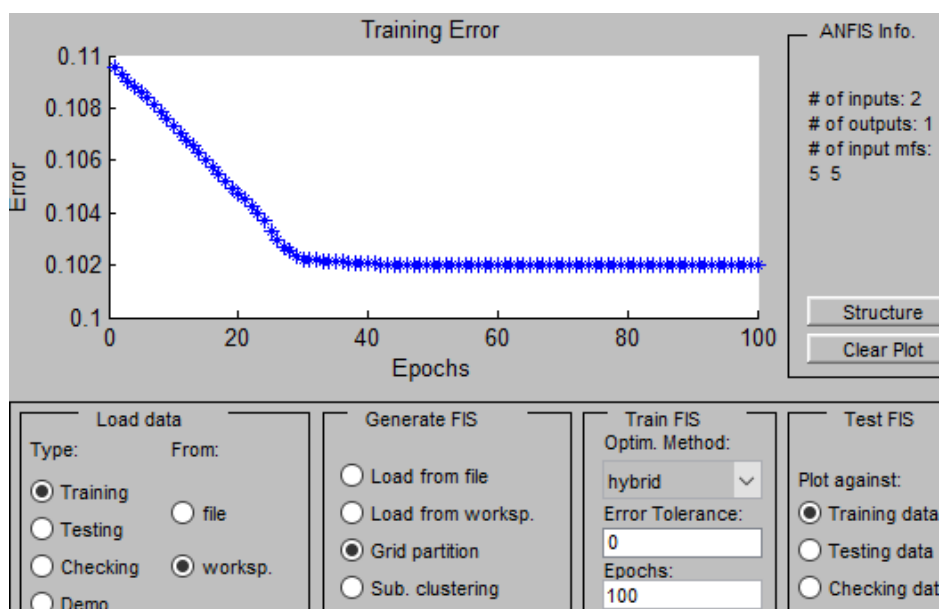 Training Error
0.11
0.108
0.106
0.104
0.102
0.1
Error
0
20
40
60
80
100
Epochs
ANFIS Info.
# of inputs: 2
# of outputs: 1
# of input mfs:
5 5
Structure
Clear Plot
Load data
Type:
From:
Training
Testing
Checking
Demo
file
worksp.
Generate FIS
Load from file
Load from worksp.
Grid partition
Sub. clustering
Train FIS
Optim. Method:
hybrid
Error Tolerance:
0
Epochs:
100
Test FIS
Plot against:
Training data
Testing data
Checking dat